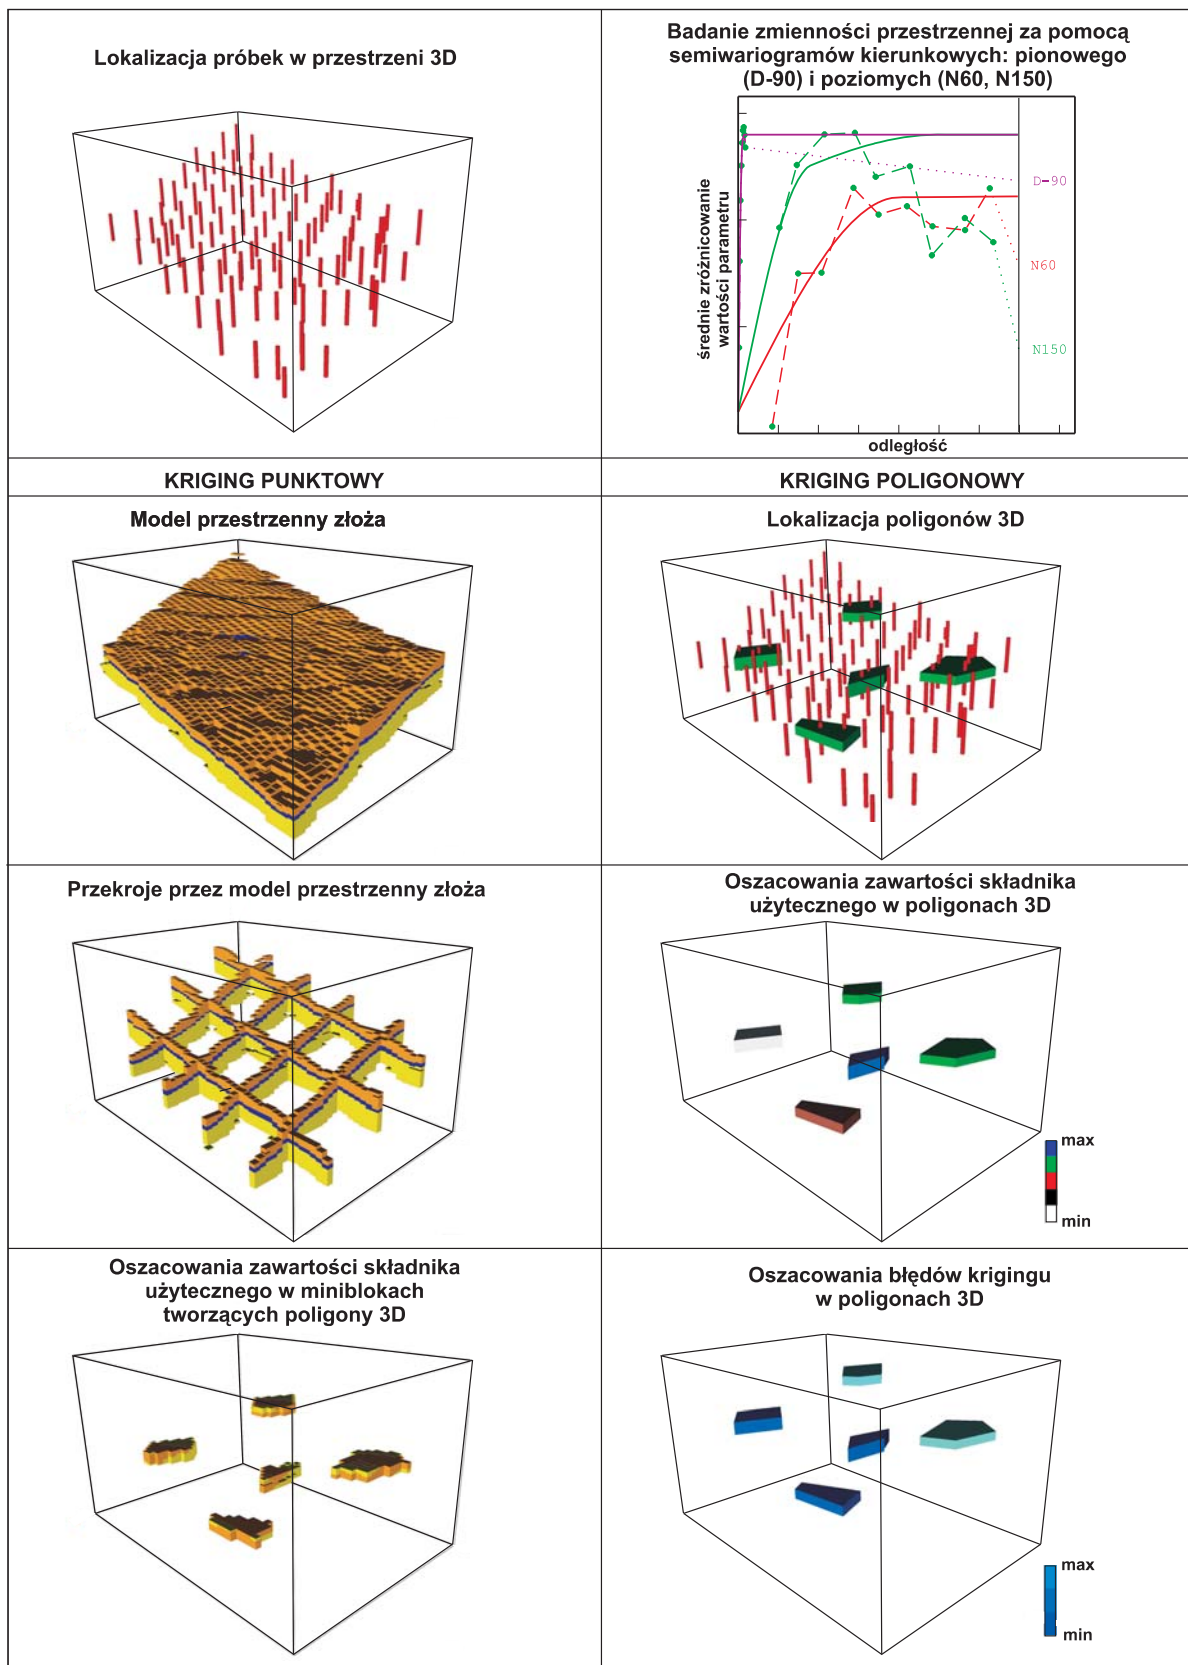 Lokalizacja próbek w przestrzeni 3D
Badanie zmienności przestrzennej za pomocą
semiwariogramów kierunkowych: pionowego
(D-90) i poziomych (N60, N150)
średnie zróżnicowanie
wartości parametru
D-90
N60
N150
odległość
KRIGING PUNKTOWY
KRIGING POLIGONOWY
Model przestrzenny złoża
Lokalizacja poligonów 3D
Przekroje przez model przestrzenny złoża
Oszacowania zawartości składnika
użytecznego w poligonach 3D
max
min
Oszacowania zawartości składnika
użytecznego w miniblokach
tworzących poligony 3D
Oszacowania błędów krigingu
w poligonach 3D
max
min